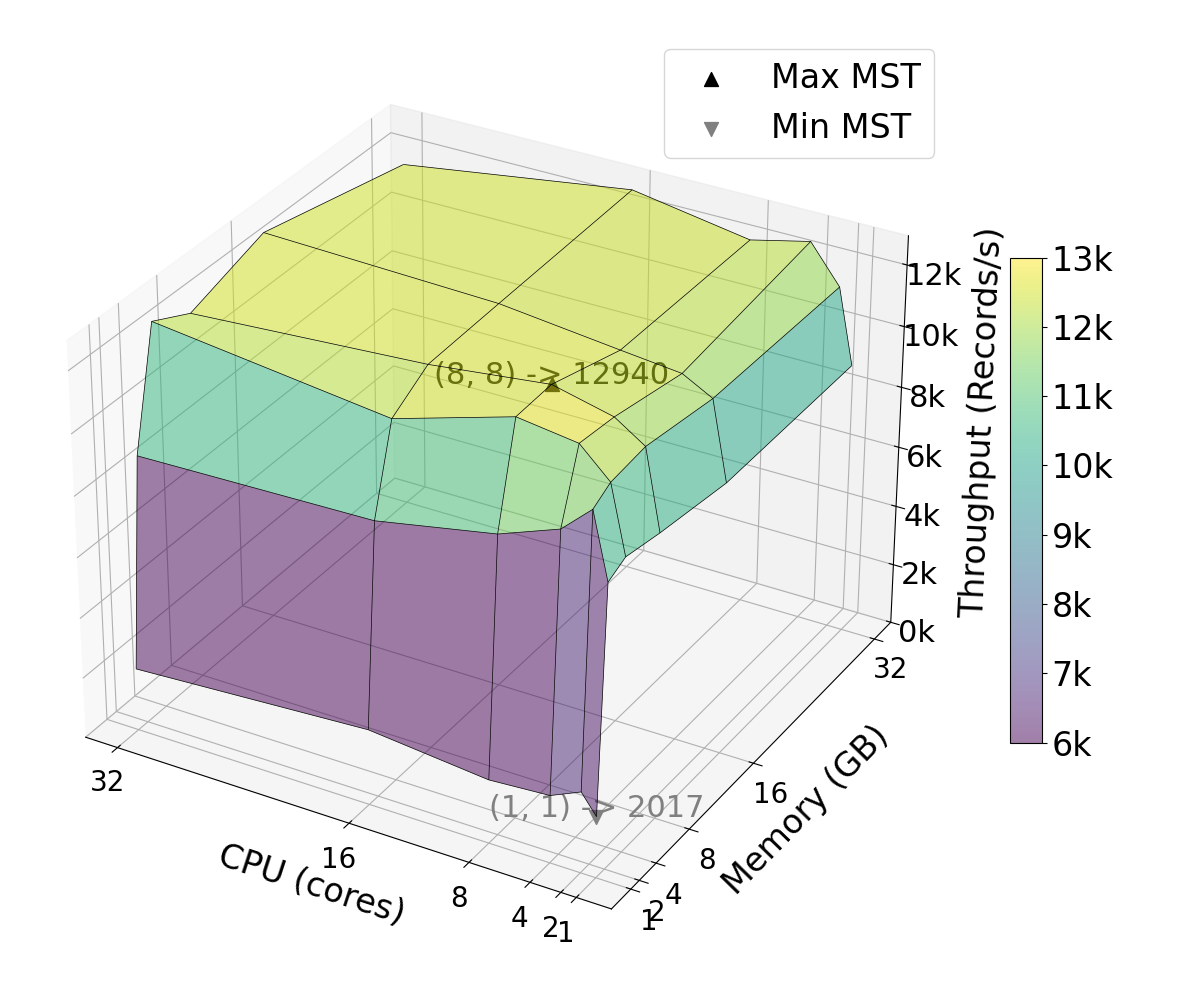 Max MST
Min MST
(8, 8) -> 12940
(1, 1) -> 2017
32
16
8
4
2
1
CPU (cores)
1
2
4
8
16
32
Memory (GB)
0k
2k
4k
6k
8k
10k
12k
Throughput (Records/s)
13k
12k
11k
10k
9k
8k
7k
6k